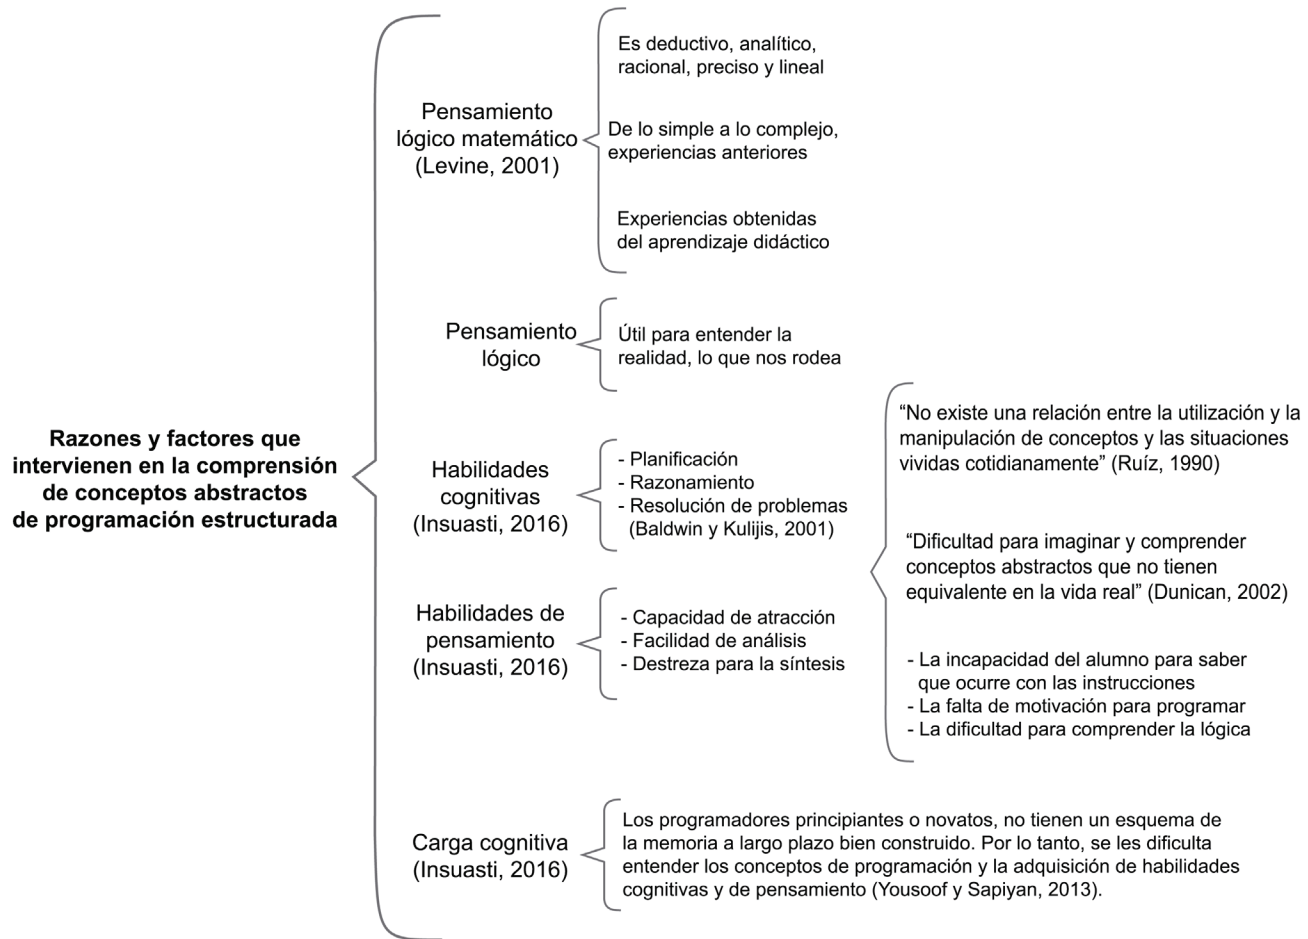 Razones y factores que
intervienen en la comprensión
de conceptos abstractos
de programación estructurada
Pensamiento
lógico matemático
(Levine, 2001)
Es deductivo, analítico,
racional, preciso y lineal
De lo simple a lo complejo,
experiencias anteriores
Experiencias obtenidas
del aprendizaje didáctico
Pensamiento
lógico
Útil para entender la
realidad, lo que nos rodea
Habilidades
cognitivas
(Insuasti, 2016)
- Planificación
- Razonamiento
- Resolución de problemas
(Baldwin y Kulijis, 2001)
Habilidades de
pensamiento
(Insuasti, 2016)
- Capacidad de atracción
- Facilidad de análisis
- Destreza para la síntesis
“No existe una relación entre la utilización y la
manipulación de conceptos y las situaciones
vividas cotidianamente” (Ruíz, 1990)
“Dificultad para imaginar y comprender
conceptos abstractos que no tienen
equivalente en la vida real” (Dunican, 2002)
- La incapacidad del alumno para saber
que ocurre con las instrucciones
- La falta de motivación para programar
- La dificultad para comprender la lógica
Carga cognitiva
(Insuasti, 2016)
Los programadores principiantes o novatos, no tienen un esquema de
la memoria a largo plazo bien construido. Por lo tanto, se les dificulta
entender los conceptos de programación y la adquisición de habilidades
cognitivas y de pensamiento (Yousoof y Sapiyan, 2013).